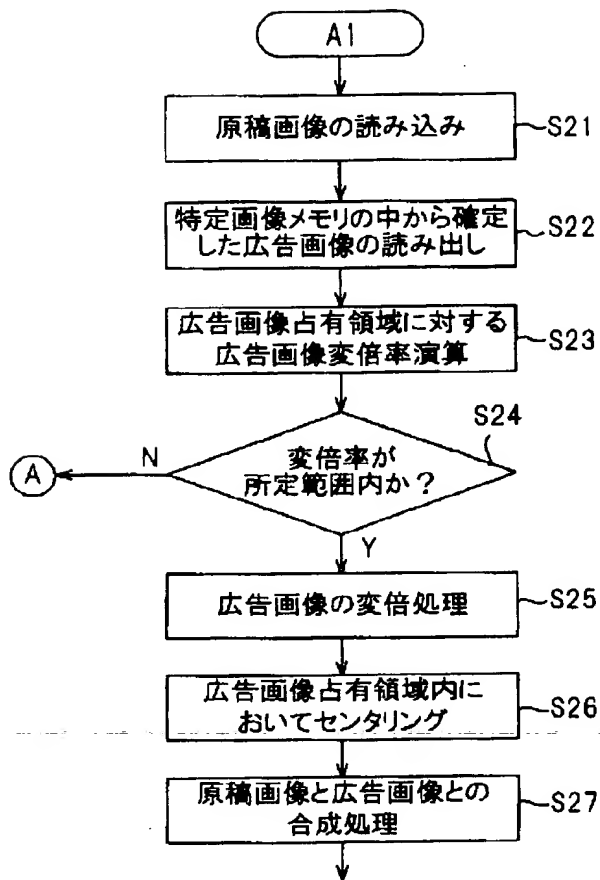 A1
原稿画像の読み込み
S21
特定画像メモリの中から確定
した広告画像の読み出し
S22
広告画像占有領域に対する
広告画像変倍率演算
S23
S24
変倍率が
所定範囲内か？
N
A
Y
広告画像の変倍処理
S25
広告画像占有領域内に
おいてセンタリング
S26
原稿画像と広告画像との
合成処理
S27